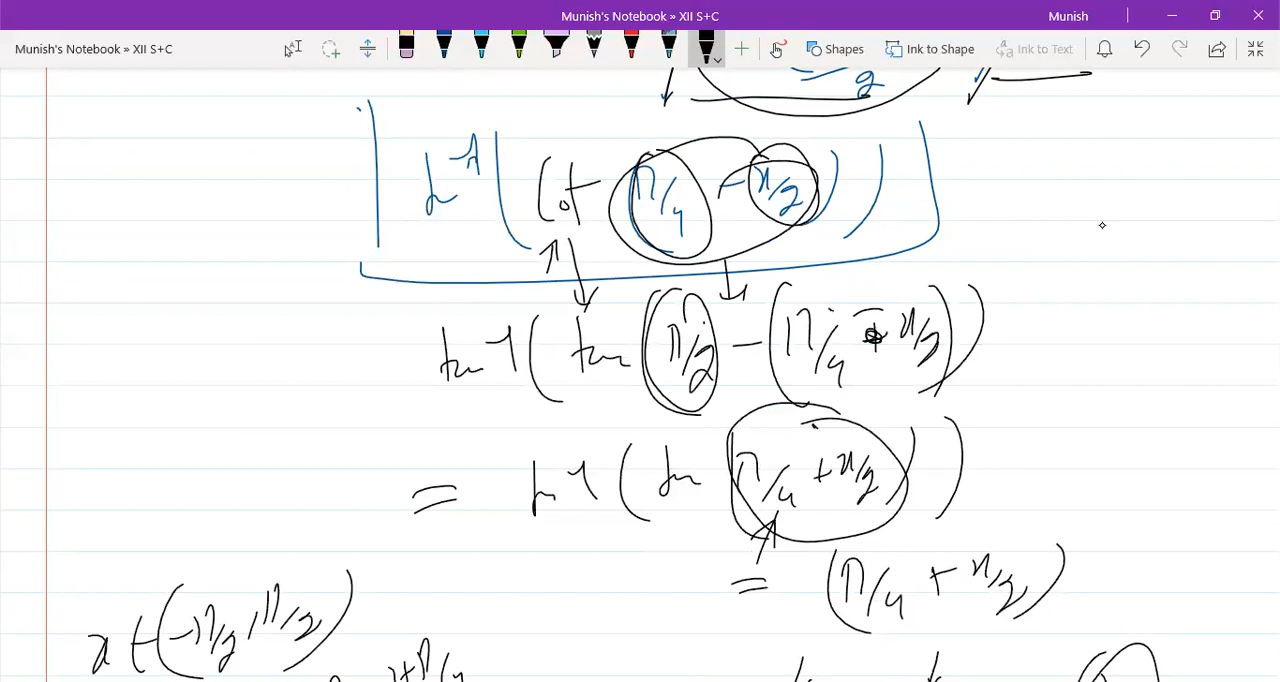 Munish's Notebook » XII S+C
Munish
Munish's Notebook » XII S+C
Shapes
Ink to Shape
Ink to Text
2
tan⁻¹ ( Cot (π/4 - x/2) )
tan⁻¹ ( tan (π/2 - (π/4 - x/2) )
= tan⁻¹ ( tan (π/4 + x/2) )
= (π/4 + x/2)
x ∈ (-π/2, π/2)